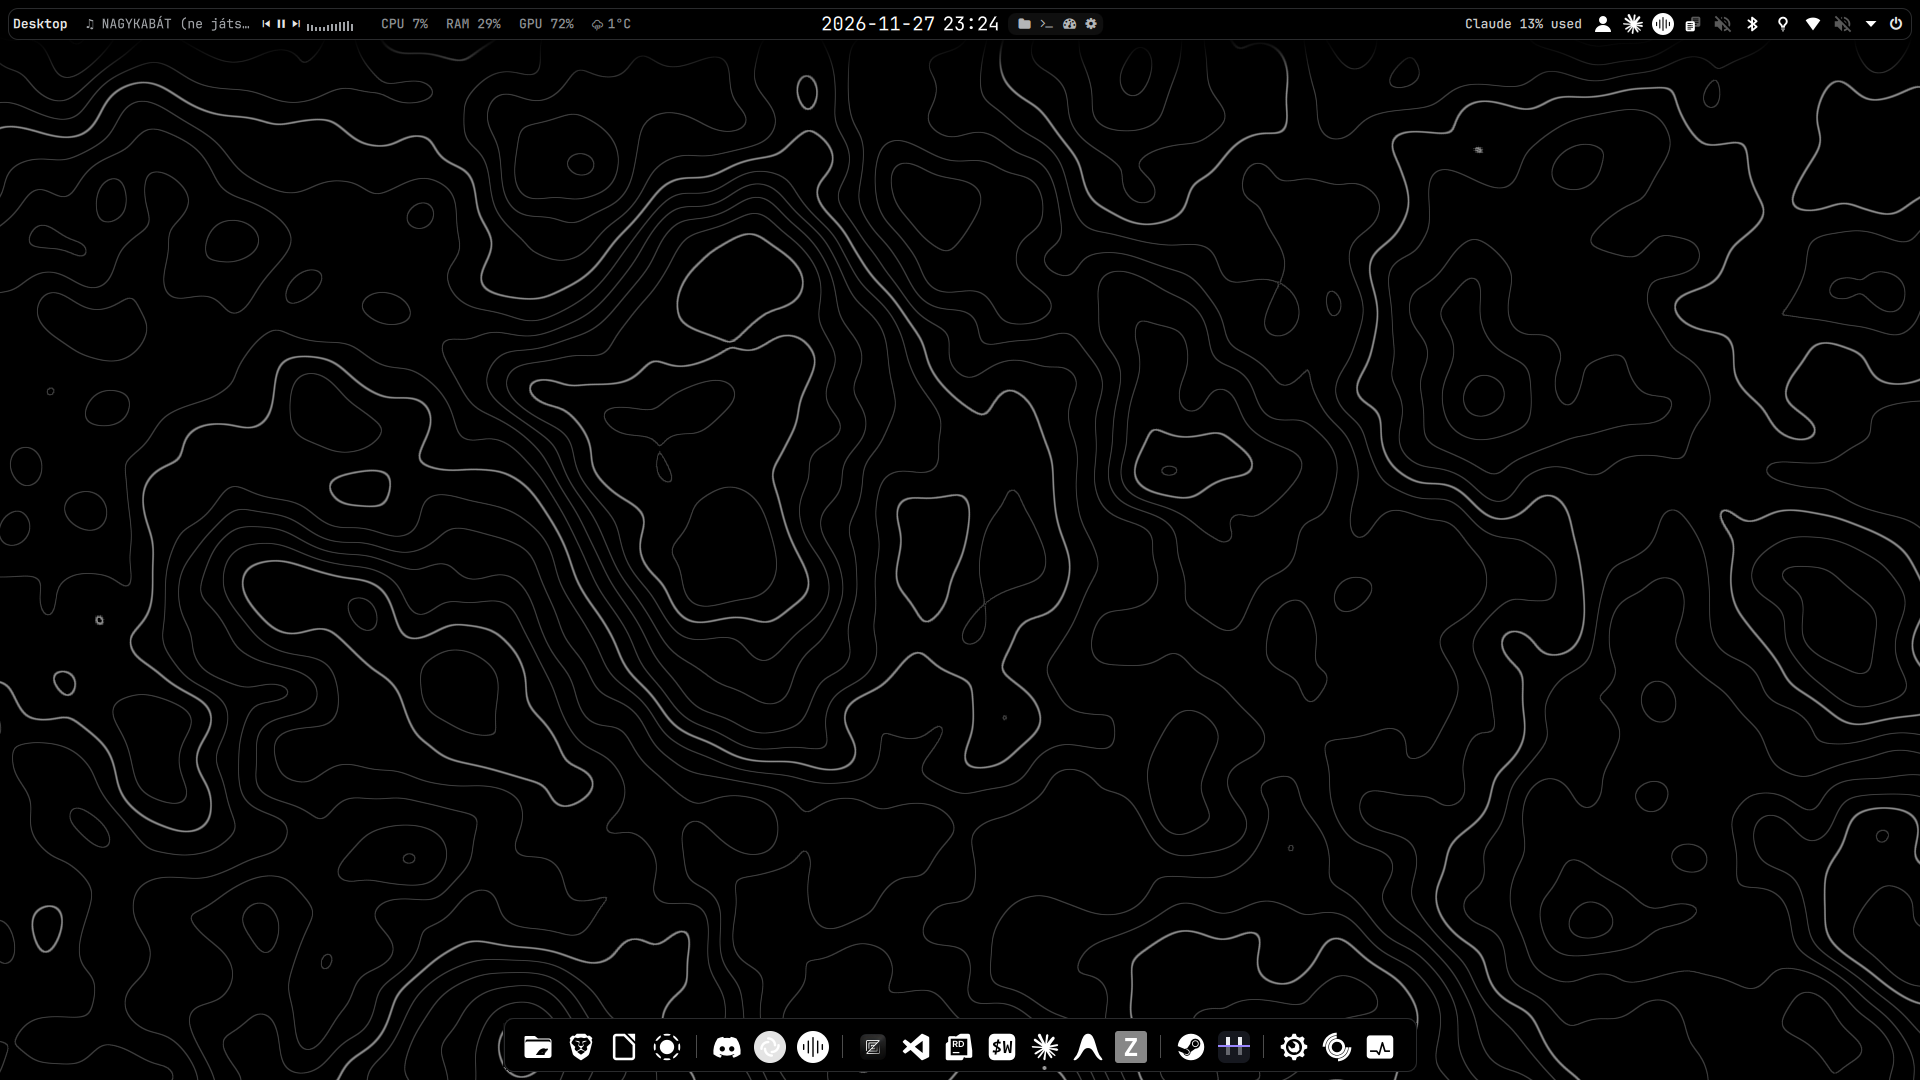 Desktop ♫ NAGYKABÁT (ne játs… CPU 7% RAM 29% GPU 72% 1°C 2026-11-27 23:24 Claude 13% used
RD $W Z